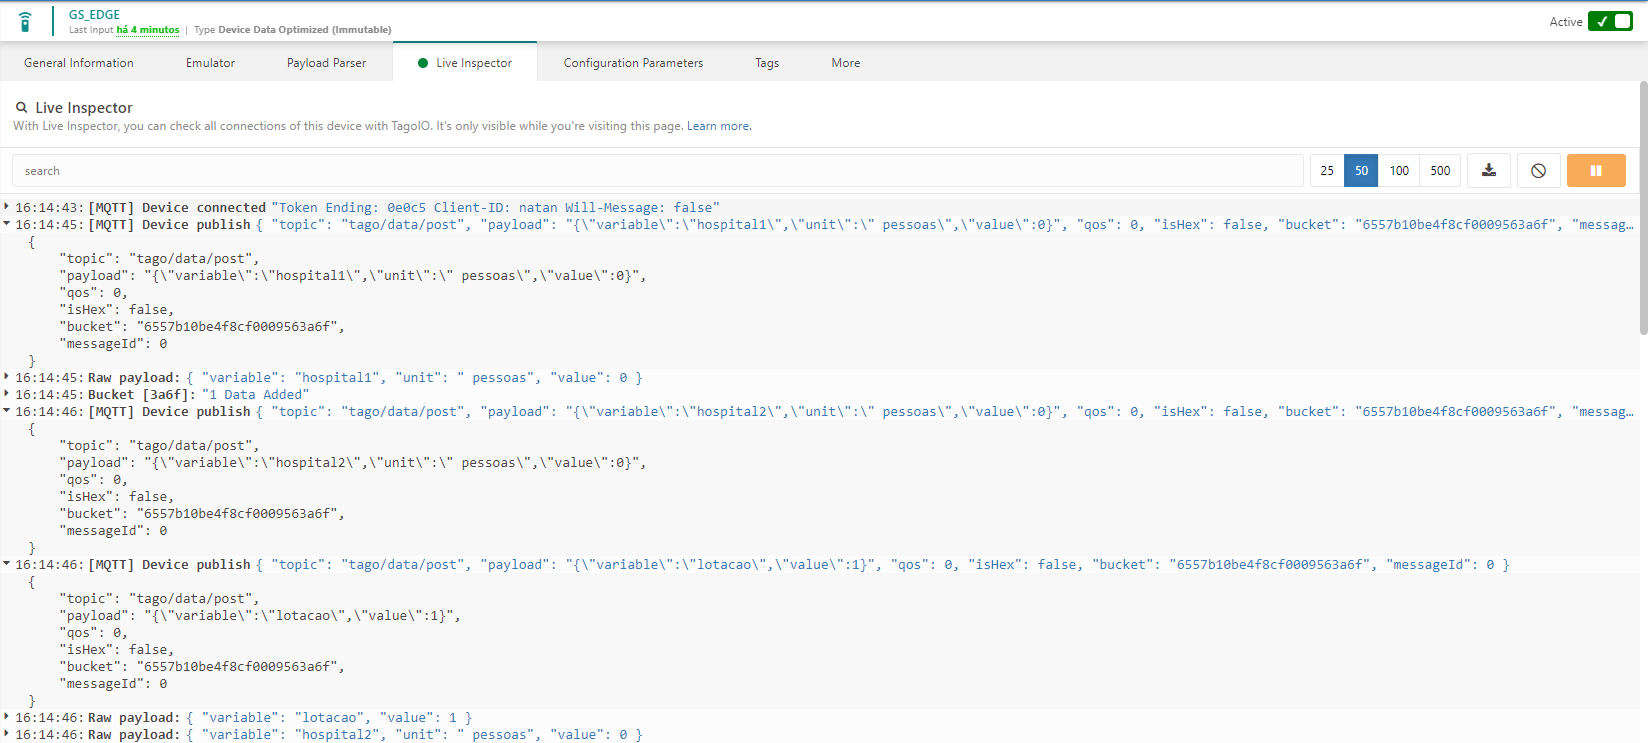 GS_EDGE
Last Input há 4 minutos | Type Device Data Optimized (Immutable)
Active
General Information Emulator Payload Parser Live Inspector Configuration Parameters Tags More
Live Inspector
With Live Inspector, you can check all connections of this device with TagoIO. It's only visible while you're visiting this page. Learn more.
search 25 50 100 500
16:14:43: [MQTT] Device connected "Token Ending: 0e0c5 Client-ID: natan Will-Message: false"
16:14:45: [MQTT] Device publish { "topic": "tago/data/post", "payload": "{\"variable\":\"hospital1\",\"unit\":\" pessoas\",\"value\":0}", "qos": 0, "isHex": false, "bucket": "6557b10be4f8cf0009563a6f", "messag…
{
"topic": "tago/data/post",
"payload": "{\"variable\":\"hospital1\",\"unit\":\" pessoas\",\"value\":0}",
"qos": 0,
"isHex": false,
"bucket": "6557b10be4f8cf0009563a6f",
"messageId": 0
}
16:14:45: Raw payload: { "variable": "hospital1", "unit": " pessoas", "value": 0 }
16:14:45: Bucket [3a6f]: "1 Data Added"
16:14:46: [MQTT] Device publish { "topic": "tago/data/post", "payload": "{\"variable\":\"hospital2\",\"unit\":\" pessoas\",\"value\":0}", "qos": 0, "isHex": false, "bucket": "6557b10be4f8cf0009563a6f", "messag…
{
"topic": "tago/data/post",
"payload": "{\"variable\":\"hospital2\",\"unit\":\" pessoas\",\"value\":0}",
"qos": 0,
"isHex": false,
"bucket": "6557b10be4f8cf0009563a6f",
"messageId": 0
}
16:14:46: [MQTT] Device publish { "topic": "tago/data/post", "payload": "{\"variable\":\"lotacao\",\"value\":1}", "qos": 0, "isHex": false, "bucket": "6557b10be4f8cf0009563a6f", "messageId": 0 }
{
"topic": "tago/data/post",
"payload": "{\"variable\":\"lotacao\",\"value\":1}",
"qos": 0,
"isHex": false,
"bucket": "6557b10be4f8cf0009563a6f",
"messageId": 0
}
16:14:46: Raw payload: { "variable": "lotacao", "value": 1 }
16:14:46: Raw payload: { "variable": "hospital2", "unit": " pessoas", "value": 0 }